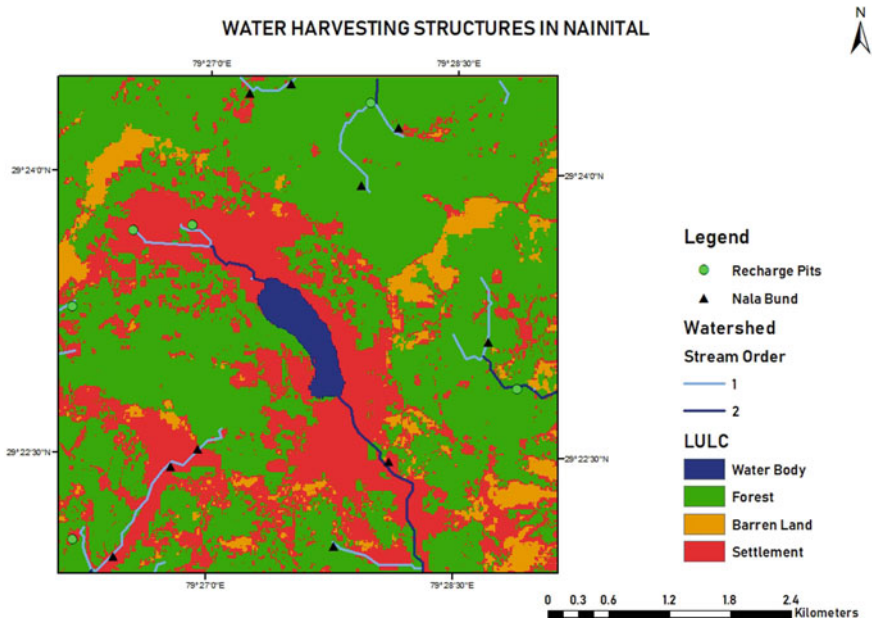 WATER HARVESTING STRUCTURES IN NAINITAL
N
79°27'0"E
79°28'30"E
29°24'0"N
29°24'0"N
Legend
Recharge Pits
Nala Bund
Watershed
Stream Order
1
2
LULC
29°22'30"N
29°22'30"N
Water Body
Forest
Barren Land
Settlement
79°27'0"E
79°28'30"E
0 0.3 0.6 1.2 1.8 2.4
Kilometers